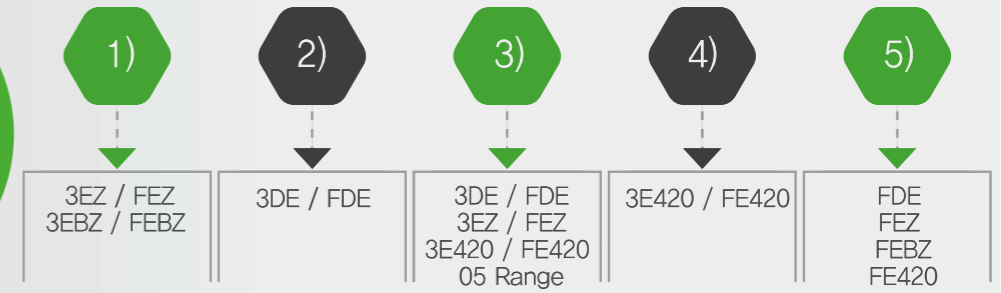 1)
3EZ / FEZ
3EBZ / FEBZ
2)
3DE / FDE
3)
3DE / FDE
3EZ / FEZ
3E420 / FE420
05 Range
4)
3E420 / FE420
5)
FDE
FEZ
FEBZ
FE420